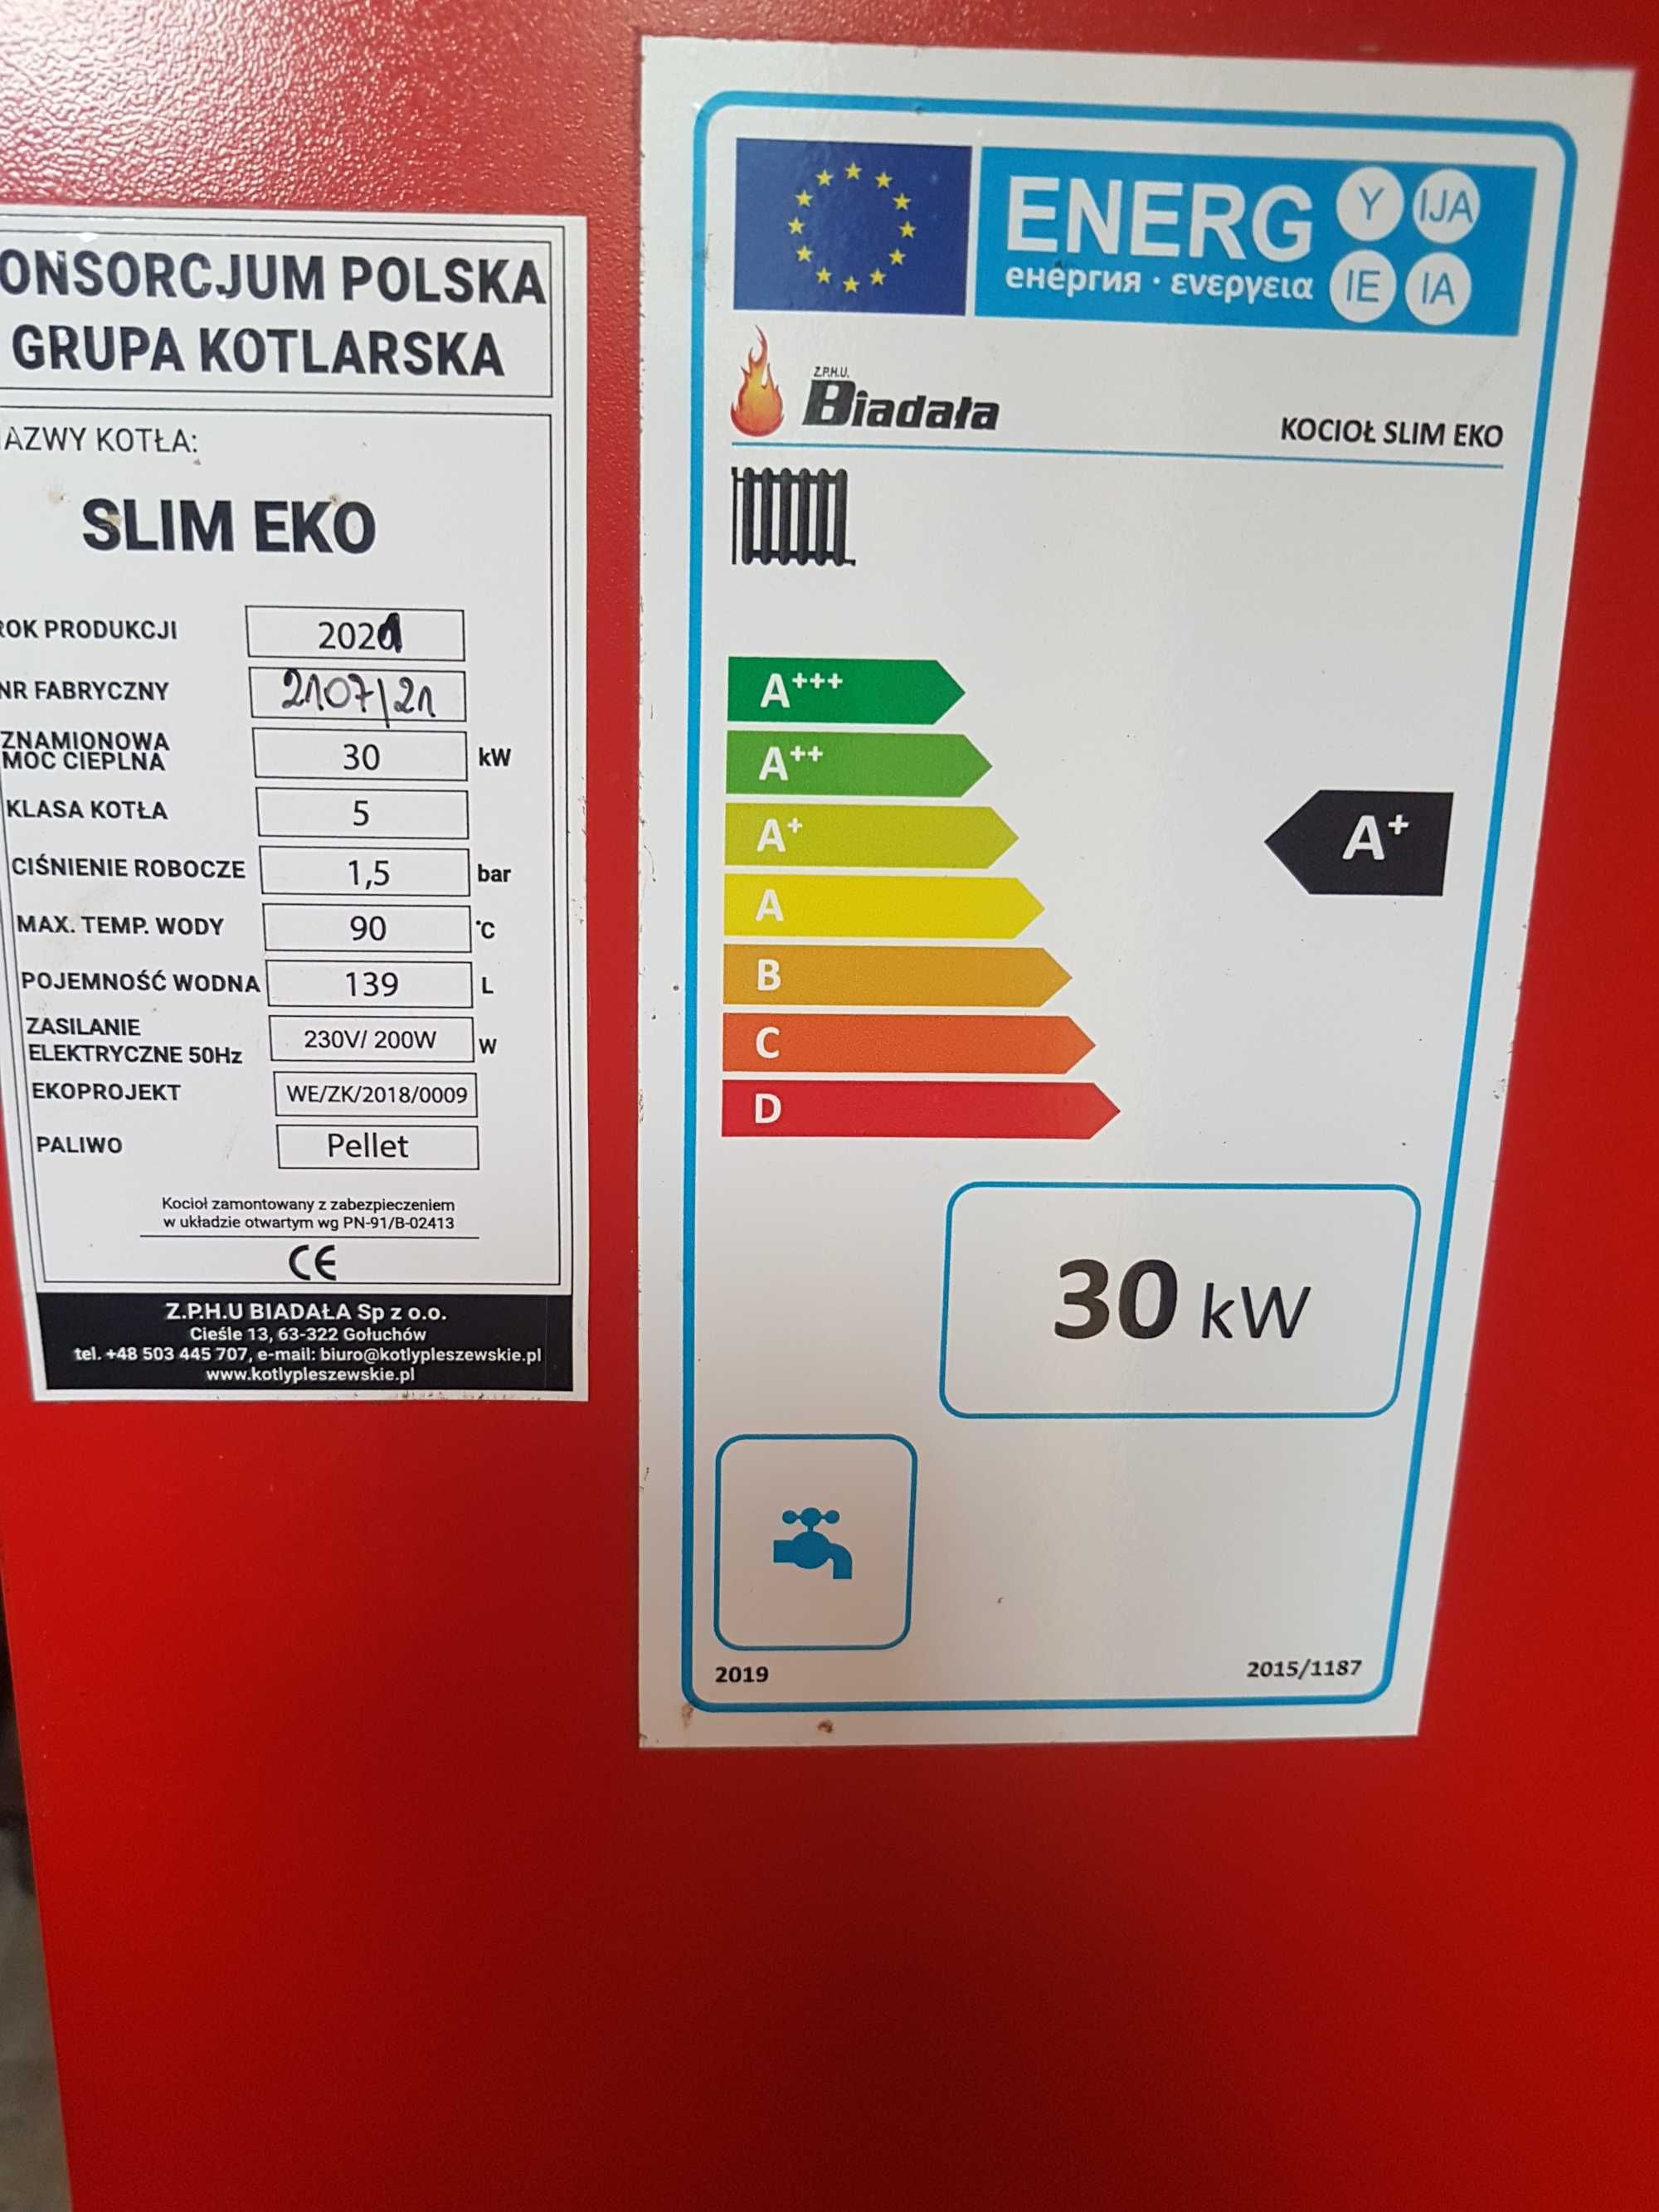 ONSORCJUM POLSKA
GRUPA KOTLARSKA
AZWY KOTŁA:
SLIM EKO
ROK PRODUKCJI 2021
NR FABRYCZNY 2107/21
ZNAMIONOWA
MOC CIEPLNA 30 kW
KLASA KOTŁA 5
CIŚNIENIE ROBOCZE 1,5 bar
MAX. TEMP. WODY 90 °C
POJEMNOŚĆ WODNA 139 L
ZASILANIE
ELEKTRYCZNE 50Hz 230V/ 200W W
EKOPROJEKT WE/ZK/2018/0009
PALIWO Pellet
Kocioł zamontowany z zabezpieczeniem
w układzie otwartym wg PN-91/B-02413
CE
Z.P.H.U BIADAŁA Sp z o.o.
Cieśle 13, 63-322 Gołuchów
tel. +48 503 445 707, e-mail: biuro@kotlypleszewskie.pl
www.kotlypleszewskie.pl
ENERG Y IJA
енергия · ενεργεια IE IA
Z.P.H.U.
Biadała
KOCIOŁ SLIM EKO
A+++
A++
A+
A+
A
B
C
D
30 kW
2019
2015/1187